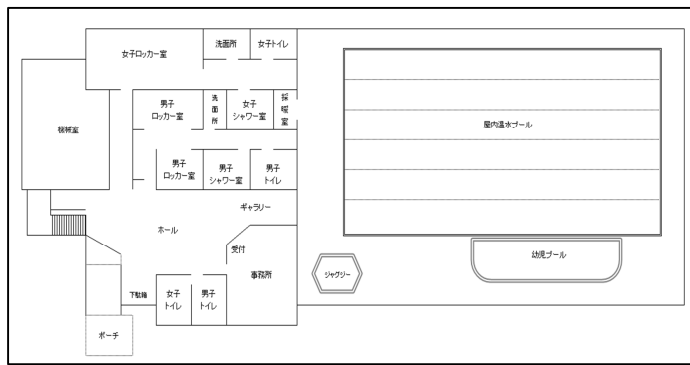 女子ロッカー室
洗面所
女子トイレ
機械室
男子
ロッカー室
洗
面
所
女子
シャワー室
採
暖
室
屋内温水プール
男子
ロッカー室
男子
シャワー室
男子
トイレ
ギャラリー
ホール
受付
事務所
ジャグジー
幼児プール
下駄箱
女子
トイレ
男子
トイレ
ポーチ